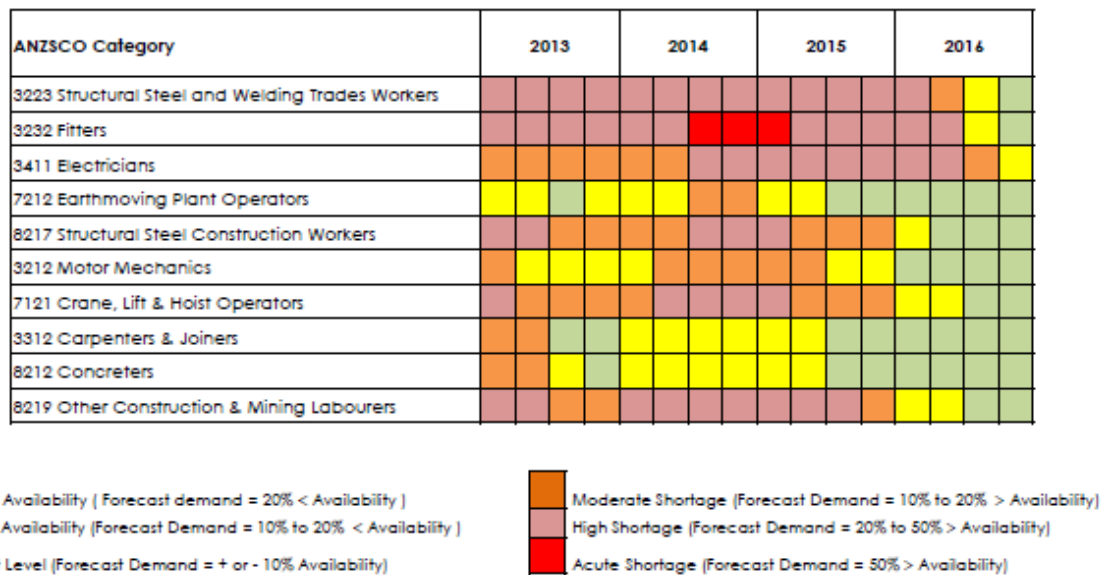 ANZSCO Category 2013 2014 2015 2016
3223 Structural Steel and Welding Trades Workers
3232 Fitters
3411 Electricians
7212 Earthmoving Plant Operators
8217 Structural Steel Construction Workers
3212 Motor Mechanics
7121 Crane, Lift & Hoist Operators
3312 Carpenters & Joiners
8212 Concreters
8219 Other Construction & Mining Labourers
Availability ( Forecast demand = 20% < Availability )
Availability (Forecast Demand = 10% to 20% < Availability )
Level (Forecast Demand = + or - 10% Availability)
Moderate Shortage (Forecast Demand = 10% to 20% > Availability)
High Shortage (Forecast Demand = 20% to 50% > Availability)
Acute Shortage (Forecast Demand = 50% > Availability)